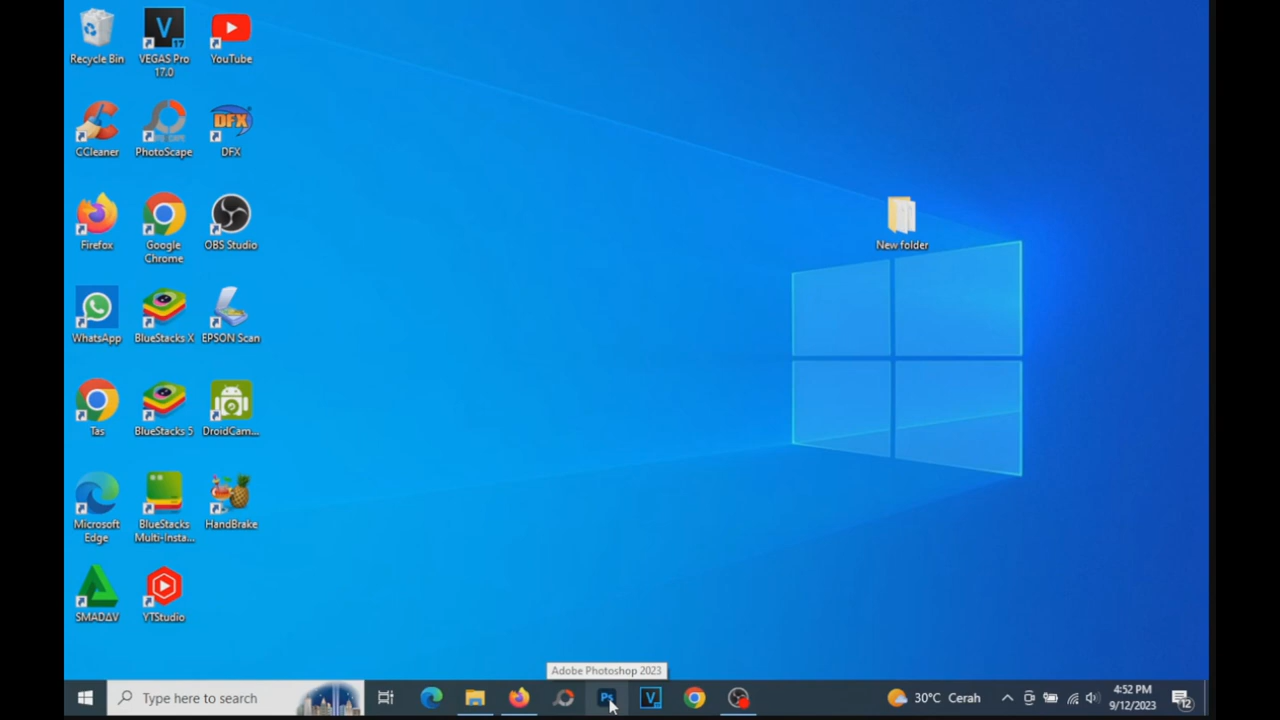 Recycle Bin
VEGAS Pro
17.0
YouTube
CCleaner
PhotoScape
DFX
Firefox
Google
Chrome
OBS Studio
WhatsApp
BlueStacks X
EPSON Scan
Tas
BlueStacks 5
DroidCam...
Microsoft
Edge
BlueStacks
Multi-Insta...
HandBrake
SMADΔV
YTStudio
New folder
Adobe Photoshop 2023
Type here to search
30°C Cerah
4:52 PM
9/12/2023
12